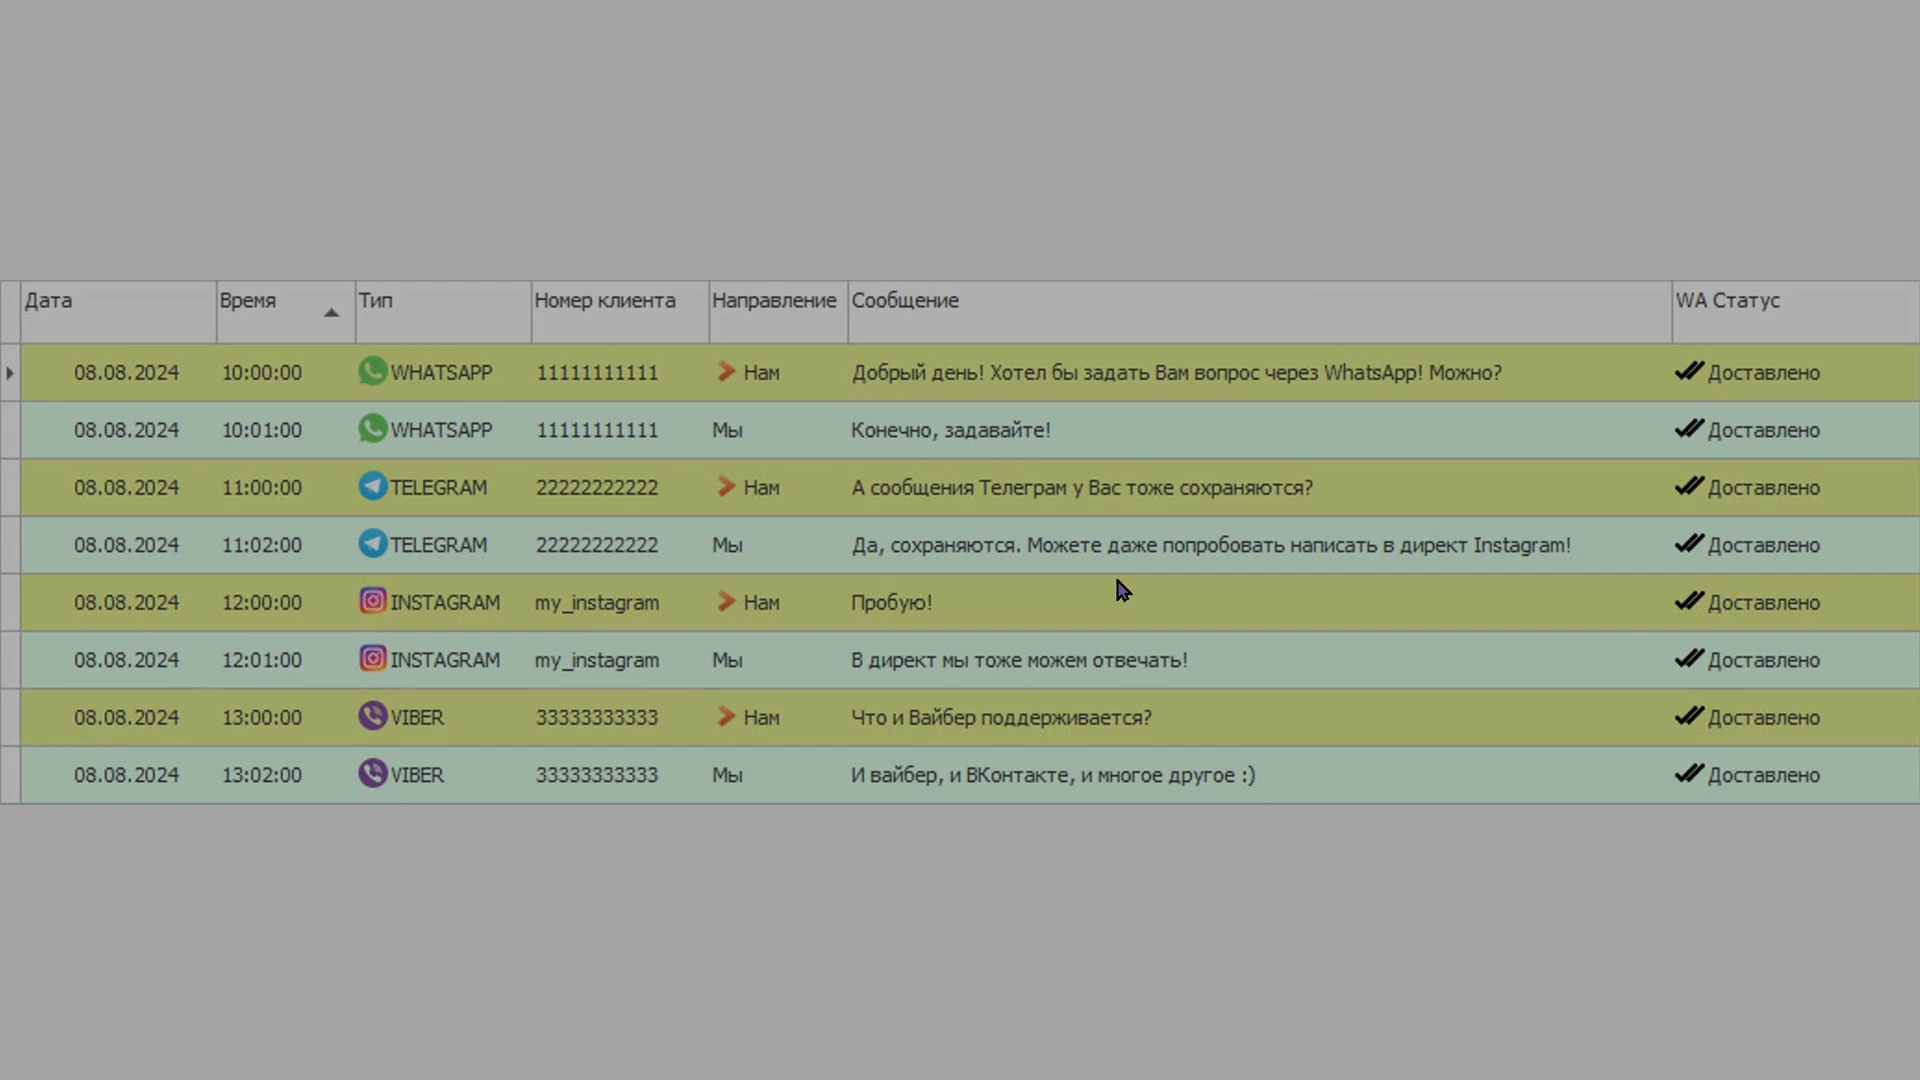 Дата Время Тип Номер клиента Направление Сообщение WA Статус
08.08.2024 10:00:00 WHATSAPP 11111111111 Нам Добрый день! Хотел бы задать Вам вопрос через WhatsApp! Можно? Доставлено
08.08.2024 10:01:00 WHATSAPP 11111111111 Мы Конечно, задавайте! Доставлено
08.08.2024 11:00:00 TELEGRAM 22222222222 Нам А сообщения Телеграм у Вас тоже сохраняются? Доставлено
08.08.2024 11:02:00 TELEGRAM 22222222222 Мы Да, сохраняются. Можете даже попробовать написать в директ Instagram! Доставлено
08.08.2024 12:00:00 INSTAGRAM my_instagram Нам Пробую! Доставлено
08.08.2024 12:01:00 INSTAGRAM my_instagram Мы В директ мы тоже можем отвечать! Доставлено
08.08.2024 13:00:00 VIBER 33333333333 Нам Что и Вайбер поддерживается? Доставлено
08.08.2024 13:02:00 VIBER 33333333333 Мы И вайбер, и ВКонтакте, и многое другое :) Доставлено